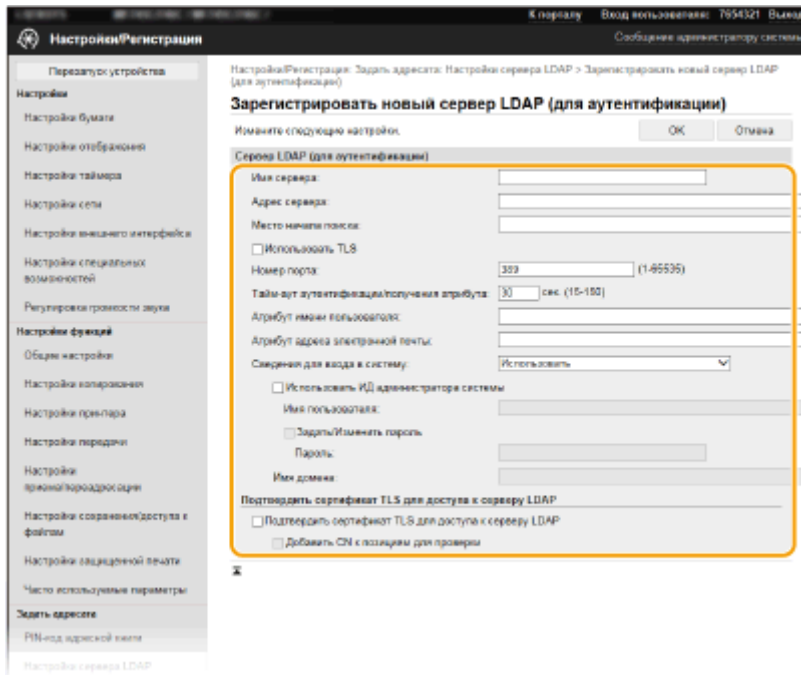 К порталу Вход пользователя: 7654321 Выход
Настройки/Регистрация
Сообщение администратору системы
Перезапуск устройства
Настройки
Настройки бумаги
Настройки отображения
Настройки таймера
Настройки сети
Настройки внешнего интерфейса
Настройки специальных
возможностей
Регулировка громкости звука
Настройки функций
Общие настройки
Настройки копирования
Настройки принтера
Настройки передачи
Настройки
приема/переадресации
Настройки сохранения/доступа к
файлам
Настройки защищенной печати
Часто используемые параметры
Задать адресата
PIN-код адресной книги
Настройки сервера LDAP
Настройки/Регистрация: Задать адресата: Настройки сервера LDAP > Зарегистрировать новый сервер LDAP
(для аутентификации)
Зарегистрировать новый сервер LDAP (для аутентификации)
Измените следующие настройки.
OK Отмена
Сервер LDAP (для аутентификации)
Имя сервера:
Адрес сервера:
Место начала поиска:
Использовать TLS
Номер порта: 389 (1-65535)
Тайм-аут аутентификации/получения атрибута: 30 сек. (15-150)
Атрибут имени пользователя:
Атрибут адреса электронной почты:
Сведения для входа в систему: Использовать
Использовать ИД администратора системы
Имя пользователя:
Задать/Изменить пароль
Пароль:
Имя домена:
Подтвердить сертификат TLS для доступа к серверу LDAP
Подтвердить сертификат TLS для доступа к серверу LDAP
Добавить CN к позициям для проверки